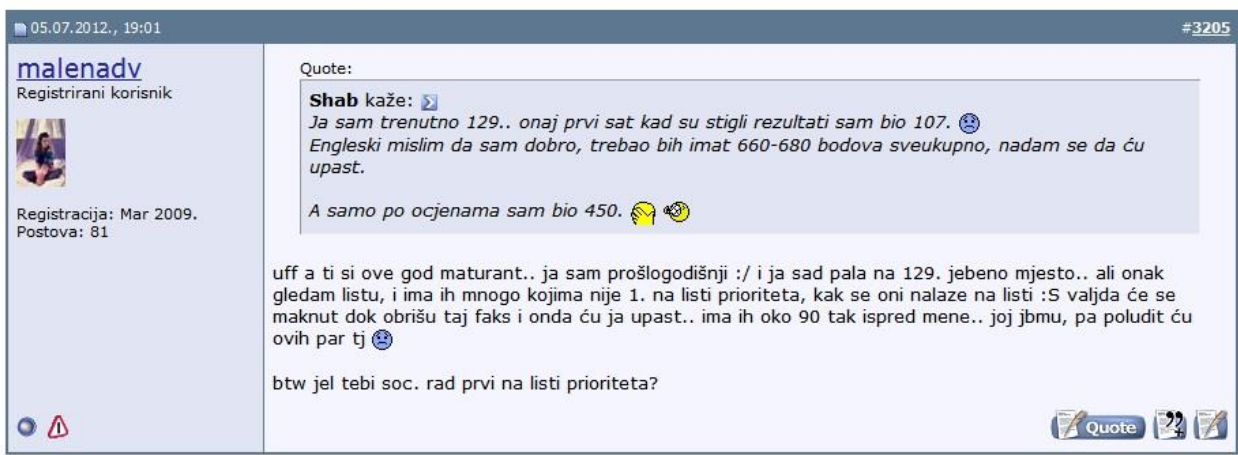 05.07.2012., 19:01
#3205
malenadv
Registrirani korisnik
Registracija: Mar 2009.
Postova: 81
Quote:
Shab kaže:
Ja sam trenutno 129.. onaj prvi sat kad su stigli rezultati sam bio 107.
Engleski mislim da sam dobro, trebao bih imat 660-680 bodova sveukupno, nadam se da ću
upast.
A samo po ocjenama sam bio 450.
uff a ti si ove god maturant.. ja sam prošlogodišnji :/ i ja sad pala na 129. jebeno mjesto.. ali onak
gledam listu, i ima ih mnogo kojima nije 1. na listi prioriteta, kak se oni nalaze na listi :S valjda će se
maknut dok obrišu taj faks i onda ću ja upast.. ima ih oko 90 tak ispred mene.. joj jbmu, pa poludit ću
ovih par tj
btw jel tebi soc. rad prvi na listi prioriteta?
Quote